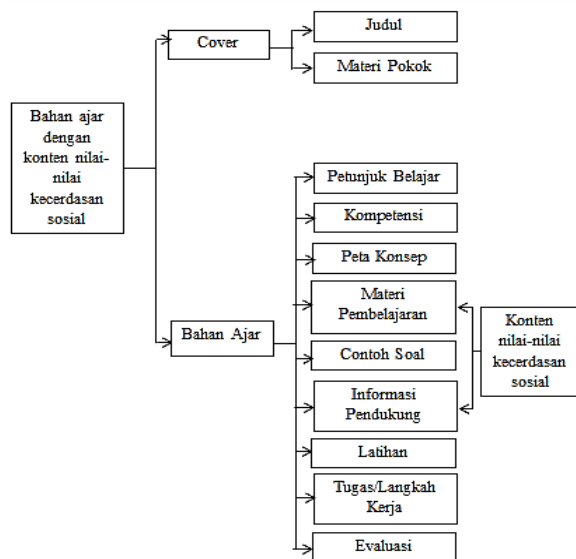 Judul
Cover
Materi Pokok
Bahan ajar
dengan
konten nilai-
nilai
kecerdasan
sosial
Petunjuk Belajar
Kompetensi
Peta Konsep
Materi
Pembelajaran
Bahan Ajar
Contoh Soal
Informasi
Pendukung
Latihan
Tugas/Langkah
Kerja
Evaluasi
Konten
nilai-nilai
kecerdasan
sosial